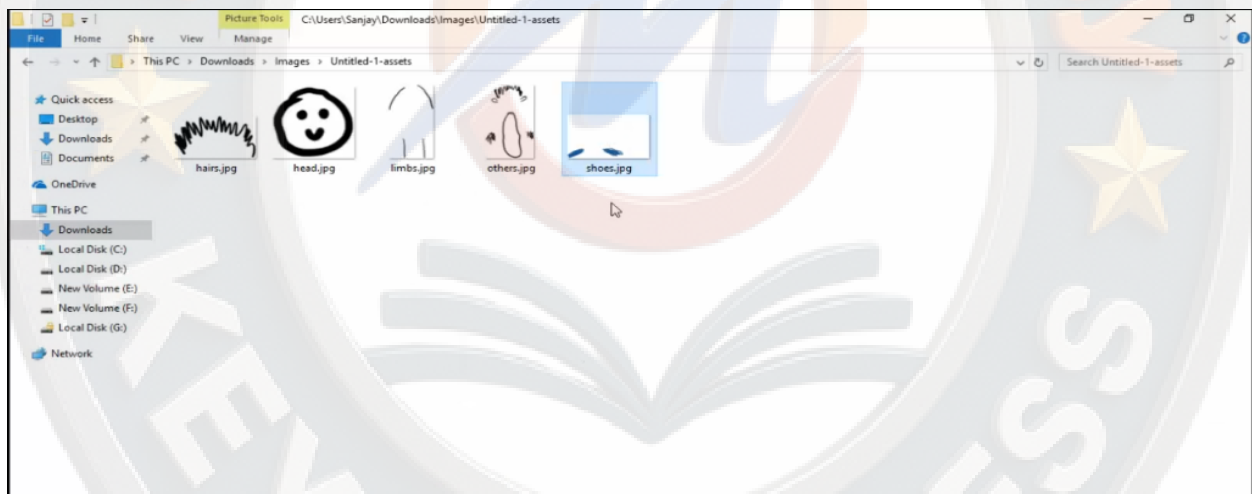 Picture Tools C:\Users\Sanjay\Downloads\Images\Untitled-1-assets
File Home Share View Manage
This PC > Downloads > Images > Untitled-1-assets
Search Untitled-1-assets
Quick access
Desktop
Downloads
Documents
OneDrive
This PC
Downloads
Local Disk (C:)
Local Disk (D:)
New Volume (E:)
New Volume (F:)
Local Disk (G:)
Network
hairs.jpg head.jpg limbs.jpg others.jpg shoes.jpg